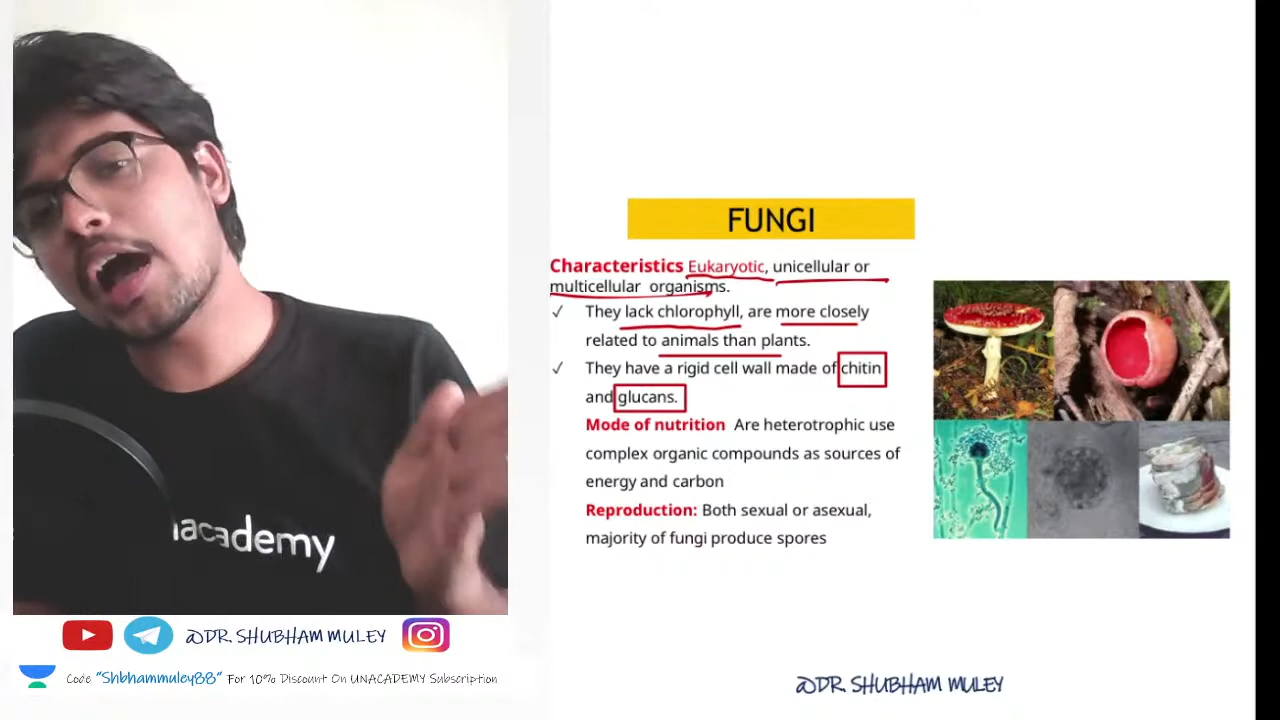 FUNGI
Characteristics Eukaryotic, unicellular or
multicellular organisms.
✓ They lack chlorophyll, are more closely
related to animals than plants.
✓ They have a rigid cell wall made of chitin
and glucans.
Mode of nutrition Are heterotrophic use
complex organic compounds as sources of
energy and carbon
Reproduction: Both sexual or asexual,
majority of fungi produce spores
nacademy
@DR. SHUBHAM MULEY
Code "Shbhammuley88" For 10% Discount On UNACADEMY Subscription
@DR. SHUBHAM MULEY